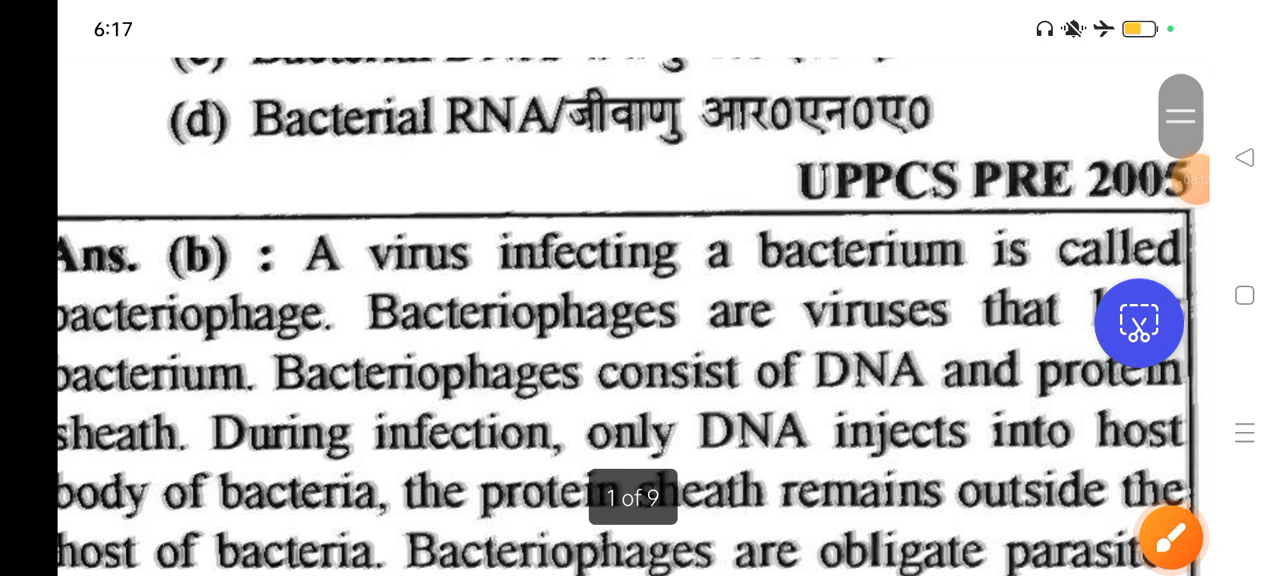 6:17
(d) Bacterial RNA/जीवाणु आर0एन0ए0
UPPCS PRE 2005
08:13
Ans. (b) : A virus infecting a bacterium is called
bacteriophage. Bacteriophages are viruses that
bacterium. Bacteriophages consist of DNA and protein
sheath. During infection, only DNA injects into host
body of bacteria, the protein sheath remains outside the
1 of 9
host of bacteria. Bacteriophages are obligate